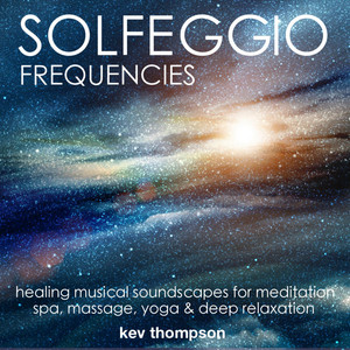 SOLFEGGIO
FREQUENCIES
healing musical soundscapes for meditation
spa, massage, yoga & deep relaxation
kev thompson